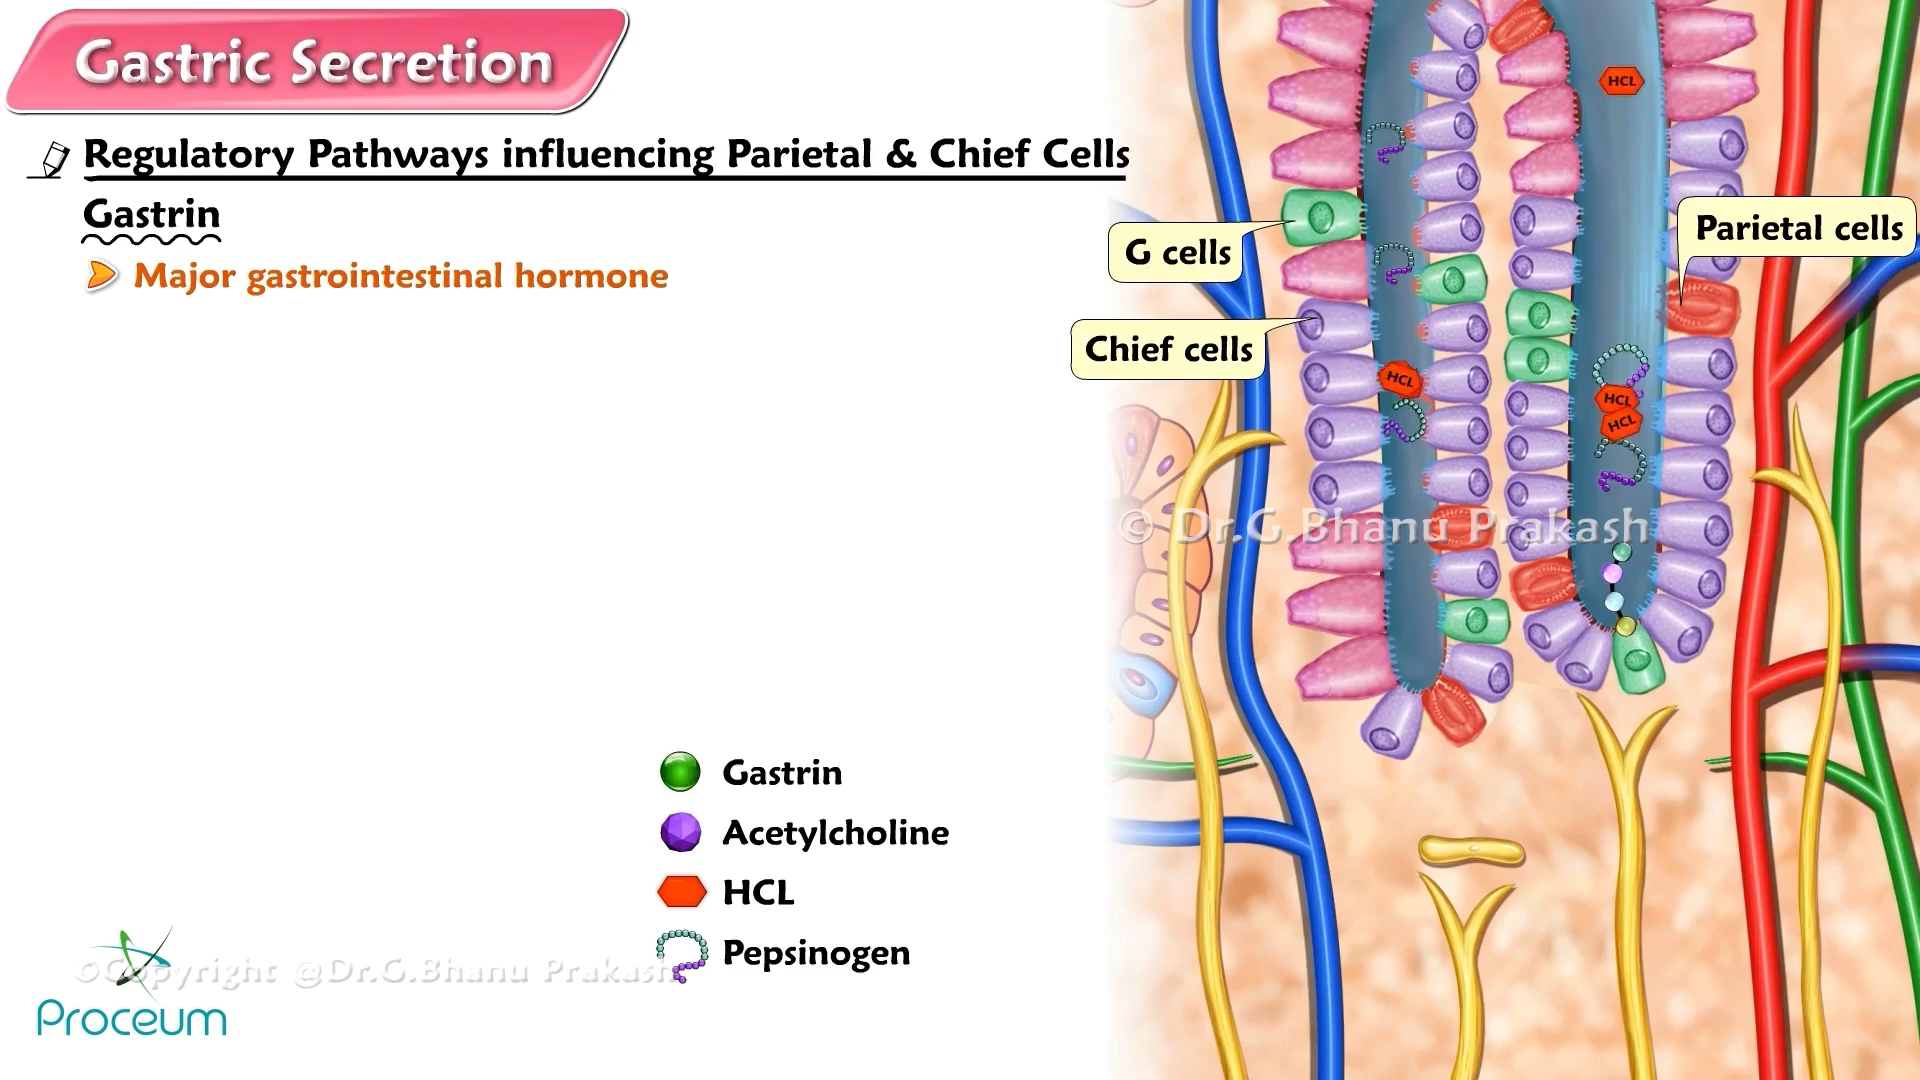 Gastric Secretion
Regulatory Pathways influencing Parietal & Chief Cells
Gastrin
Major gastrointestinal hormone
HCL
Parietal cells
G cells
Chief cells
HCL
HCL
HCL
© Dr.G.Bhanu Prakash
Gastrin
Acetylcholine
HCL
Pepsinogen
©Copyright @Dr.G.Bhanu Prakash
Proceum